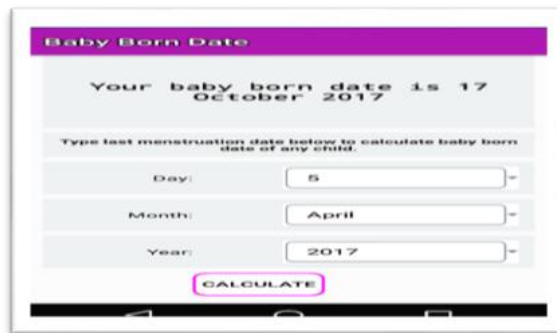 Baby Born Date
Your baby born date is 17
October 2017
Type last menstruation date below to calculate baby born
date of any child.
Day: 5
Month: April
Year: 2017
CALCULATE